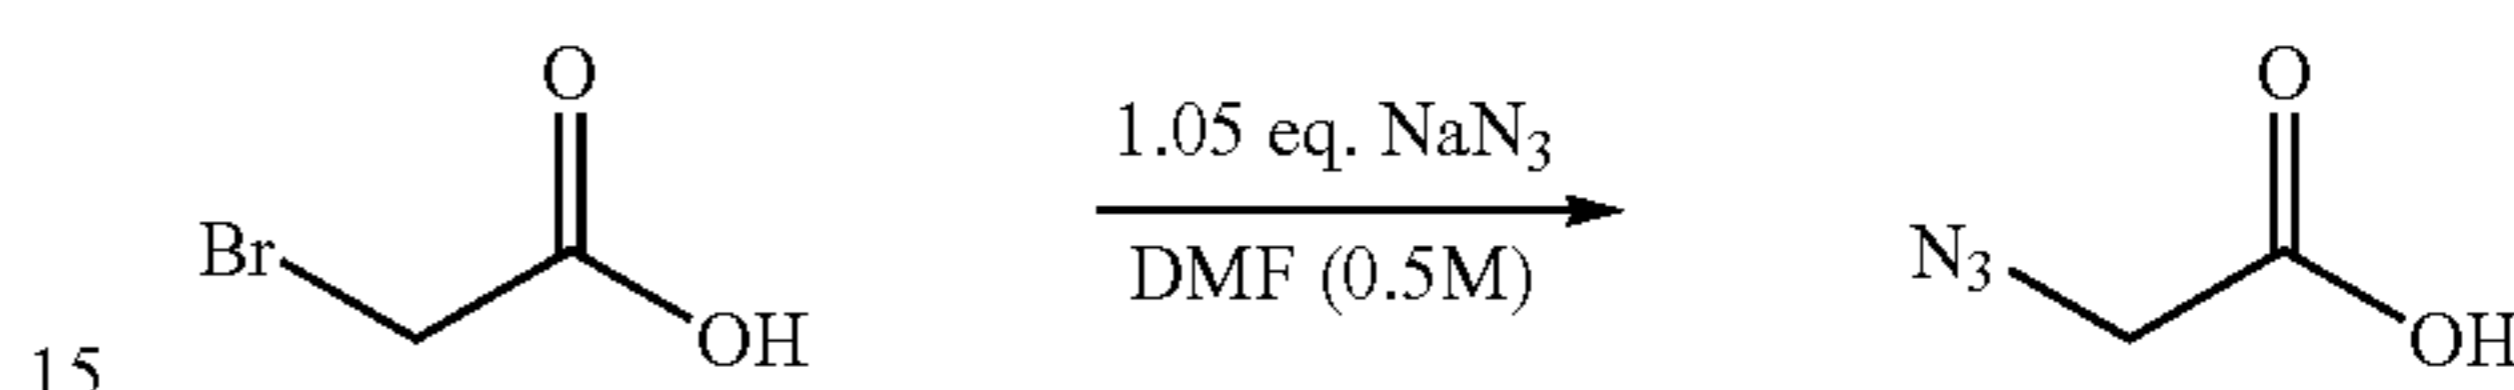 O
O
1.05 eq. NaN₃
Br
N₃
DMF (0.5M)
OH
OH
15